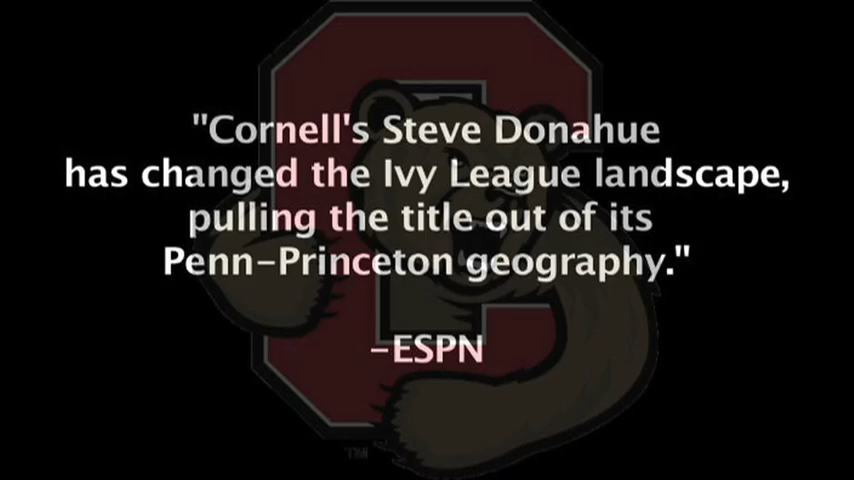 "Cornell's Steve Donahue
has changed the Ivy League landscape,
pulling the title out of its
Penn-Princeton geography."
-ESPN
TM